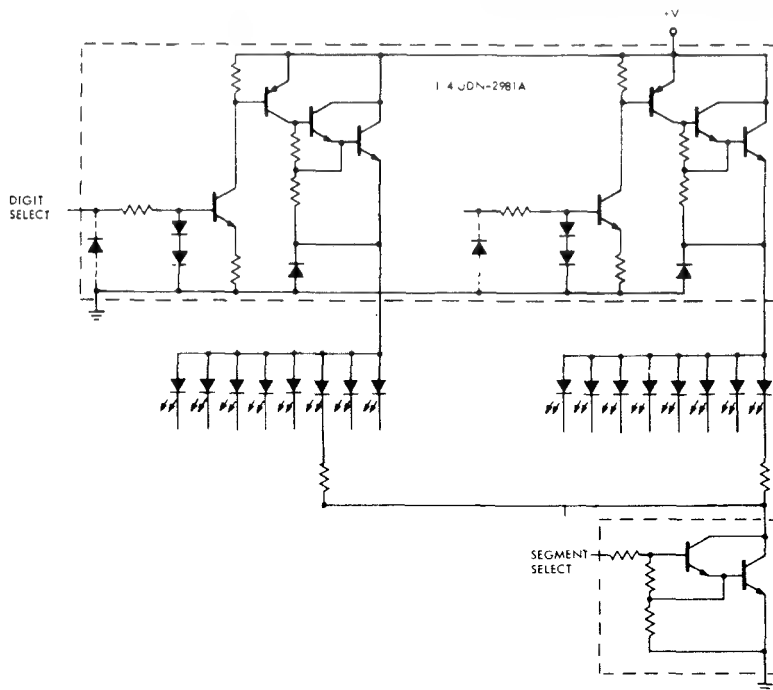 +V
1/4 UDN-2981A
DIGIT
SELECT
SEGMENT
SELECT